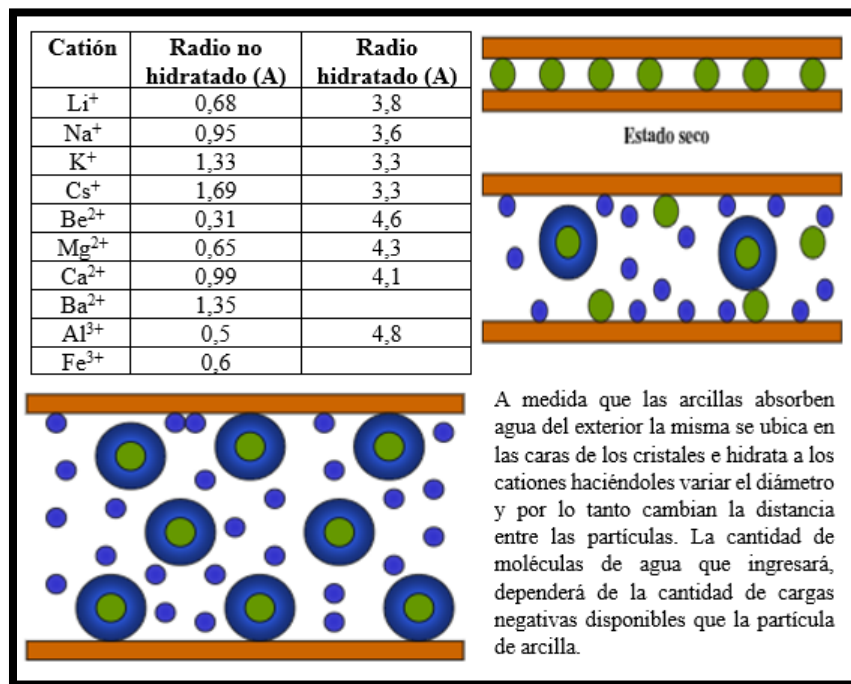 Catión Radio no hidratado (A) Radio hidratado (A)
Li+ 0,68 3,8
Na+ 0,95 3,6
K+ 1,33 3,3
Cs+ 1,69 3,3
Be2+ 0,31 4,6
Mg2+ 0,65 4,3
Ca2+ 0,99 4,1
Ba2+ 1,35
Al3+ 0,5 4,8
Fe3+ 0,6
Estado seco
A medida que las arcillas absorben
agua del exterior la misma se ubica en
las caras de los cristales e hidrata a los
cationes haciéndoles variar el diámetro
y por lo tanto cambian la distancia
entre las partículas. La cantidad de
moléculas de agua que ingresará,
dependerá de la cantidad de cargas
negativas disponibles que la partícula
de arcilla.